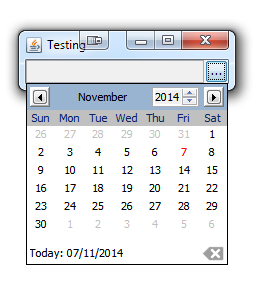 Testing
...
November 2014
Sun Mon Tue Wed Thu Fri Sat
26 27 28 29 30 31 1
2 3 4 5 6 7 8
9 10 11 12 13 14 15
16 17 18 19 20 21 22
23 24 25 26 27 28 29
30 1 2 3 4 5 6
Today: 07/11/2014